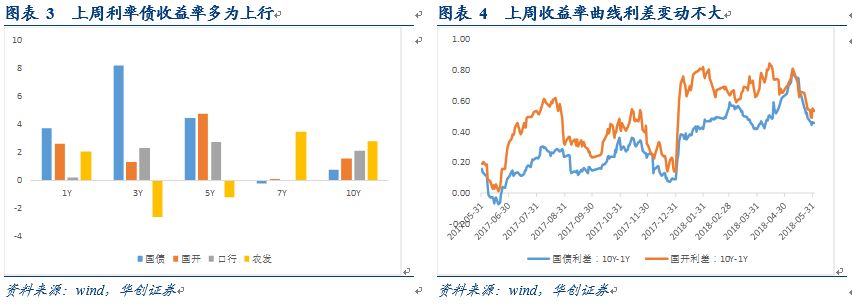 图表 3 上周利率债收益率多为上行
10
8
6
4
2
0
-2
-4
1Y
3Y
5Y
7Y
10Y
国债
国开
口行
农发
资料来源：wind，华创证券
图表 4 上周收益率曲线利差变动不大
1.00
0.80
0.60
0.40
0.20
0.00
-0.20
2017-05-31
2017-06-30
2017-07-31
2017-08-31
2017-09-30
2017-10-31
2017-11-30
2017-12-31
2018-01-31
2018-02-28
2018-03-31
2018-04-30
2018-05-31
国债利差：10Y-1Y
国开利差：10Y-1Y
资料来源：wind，华创证券